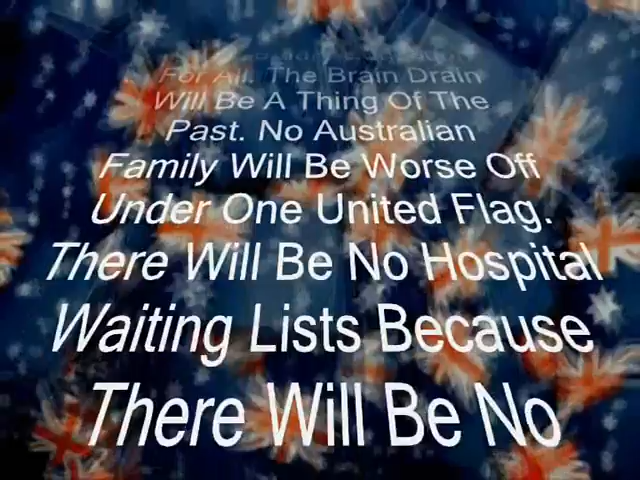 For All. The Brain Drain
Will Be A Thing Of The
Past. No Australian
Family Will Be Worse Off
Under One United Flag.
There Will Be No Hospital
Waiting Lists Because
There Will Be No